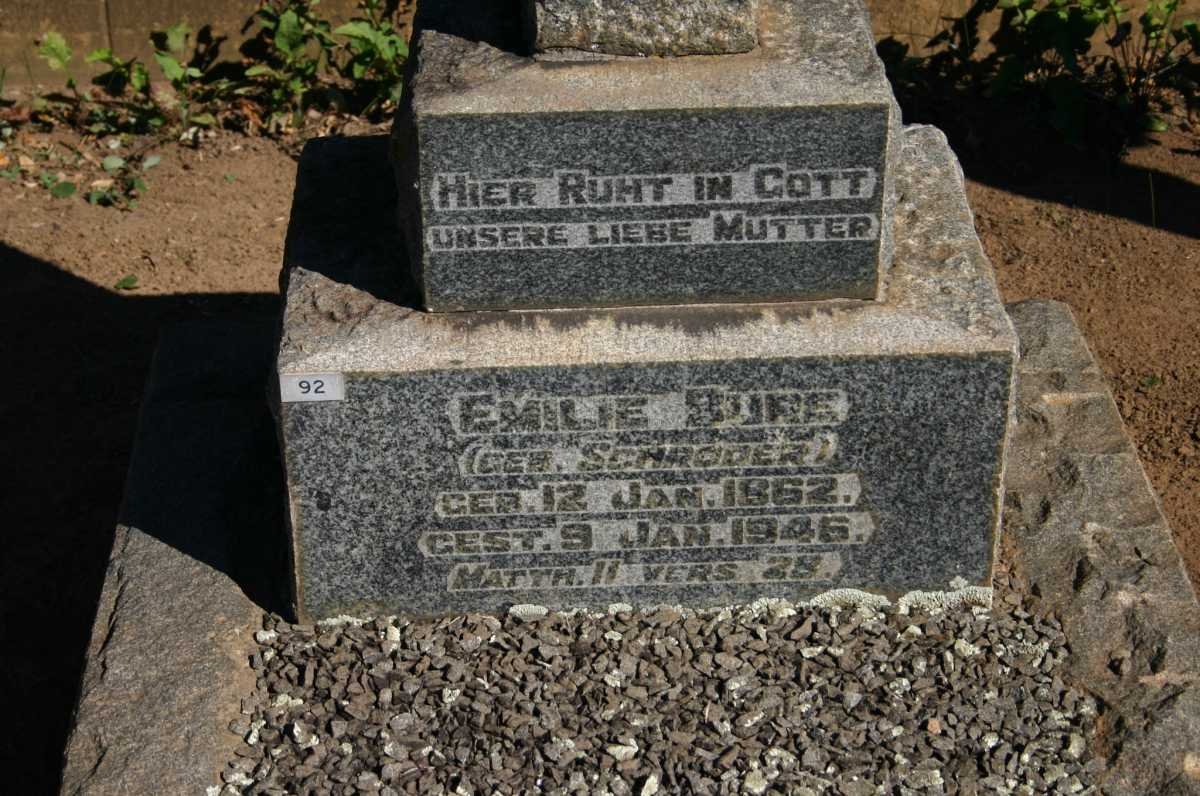 HIER RUHT IN GOTT
UNSERE LIEBE MUTTER
92
EMILIE BURE
(GEB. SCHRODER)
GEB. 12 JAN. 1862.
GEST. 9 JAN. 1946.
MATTH. 11 VERS